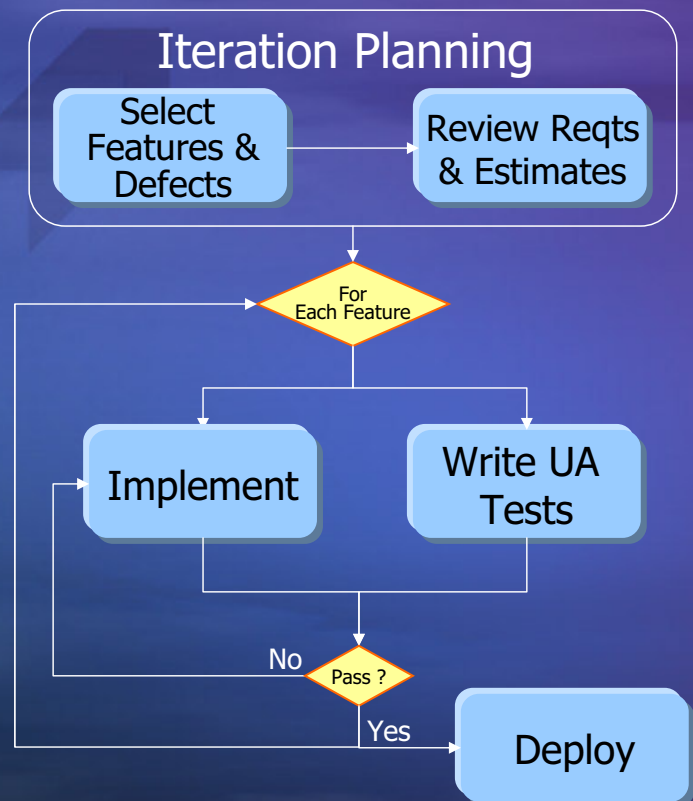 Iteration Planning
Select
Features &
Defects
Review Reqts
& Estimates
For
Each Feature
Implement
Write UA
Tests
No
Pass ?
Yes
Deploy